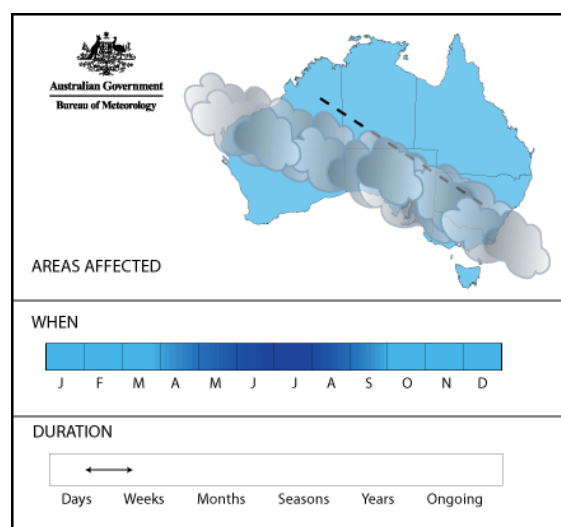 Australian Government
Bureau of Meteorology
AREAS AFFECTED
WHEN
J F M A M J J A S O N D
DURATION
Days Weeks Months Seasons Years Ongoing